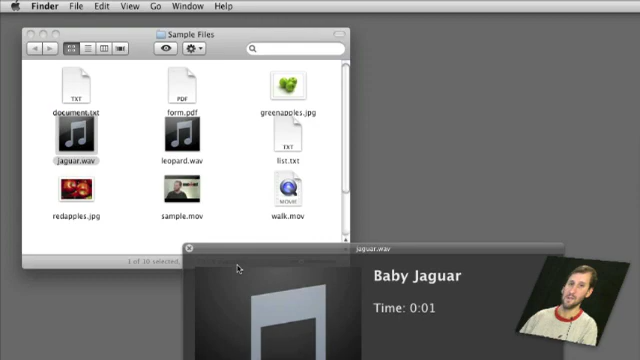 Finder File Edit View Go Window Help
Sample Files
TXT
PDF
document.txt form.pdf greenapples.jpg
TXT
jaguar.wav leopard.wav list.txt
MOVIE
redapples.jpg sample.mov walk.mov
jaguar.wav
1 of 10 selected,
Baby Jaguar
Time: 0:01